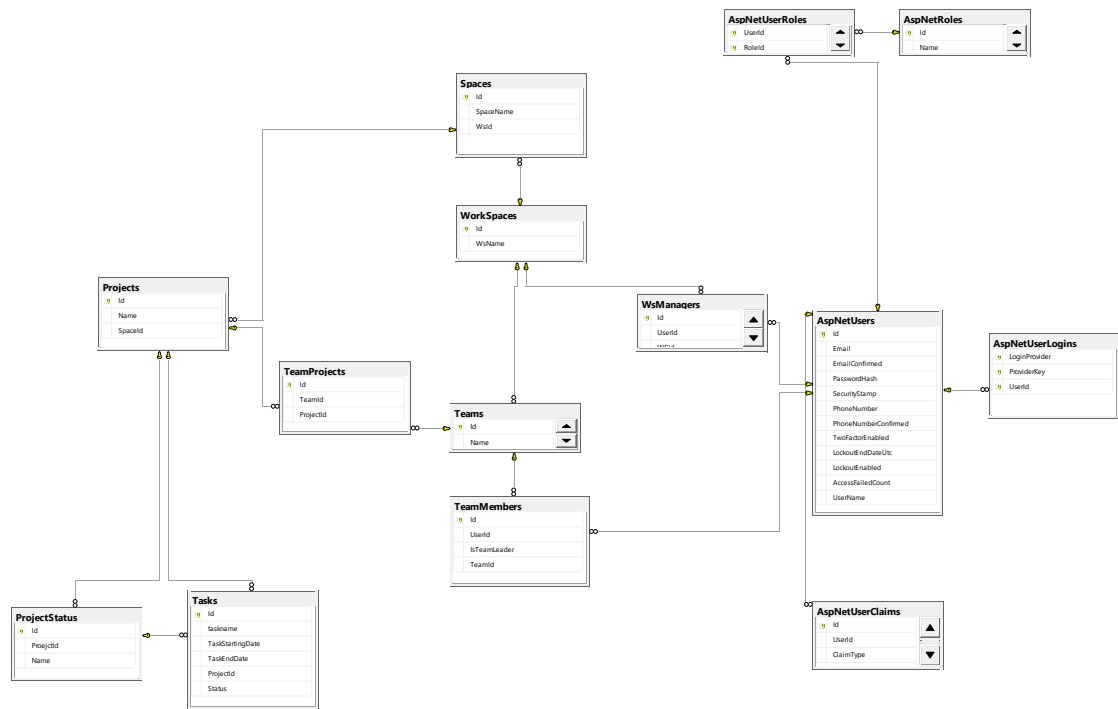 AspNetUserRoles
UserId
RoleId
AspNetRoles
Id
Name
Spaces
Id
SpaceName
WsId
WorkSpaces
Id
WsName
Projects
Id
Name
SpaceId
WsManagers
Id
UserId
AspNetUsers
Id
Email
EmailConfirmed
PasswordHash
SecurityStamp
PhoneNumber
PhoneNumberConfirmed
TwoFactorEnabled
LockoutEndDateUtc
LockoutEnabled
AccessFailedCount
UserName
AspNetUserLogins
LoginProvider
ProviderKey
UserId
TeamProjects
Id
TeamId
ProjectId
Teams
Id
Name
TeamMembers
Id
UserId
IsTeamLeader
TeamId
ProjectStatus
Id
ProejctId
Name
Tasks
Id
taskname
TaskStartingDate
TaskEndDate
ProjectId
Status
AspNetUserClaims
Id
UserId
ClaimType